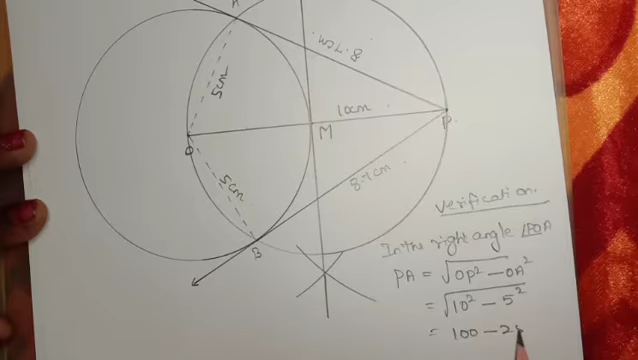 A
8.7cm
5cm
10cm
P
M
O
5cm
8.7cm
B
Verification.
In the right angle ∠POA
PA = √OP² − OA²
= √10² − 5²
= 100 − 2